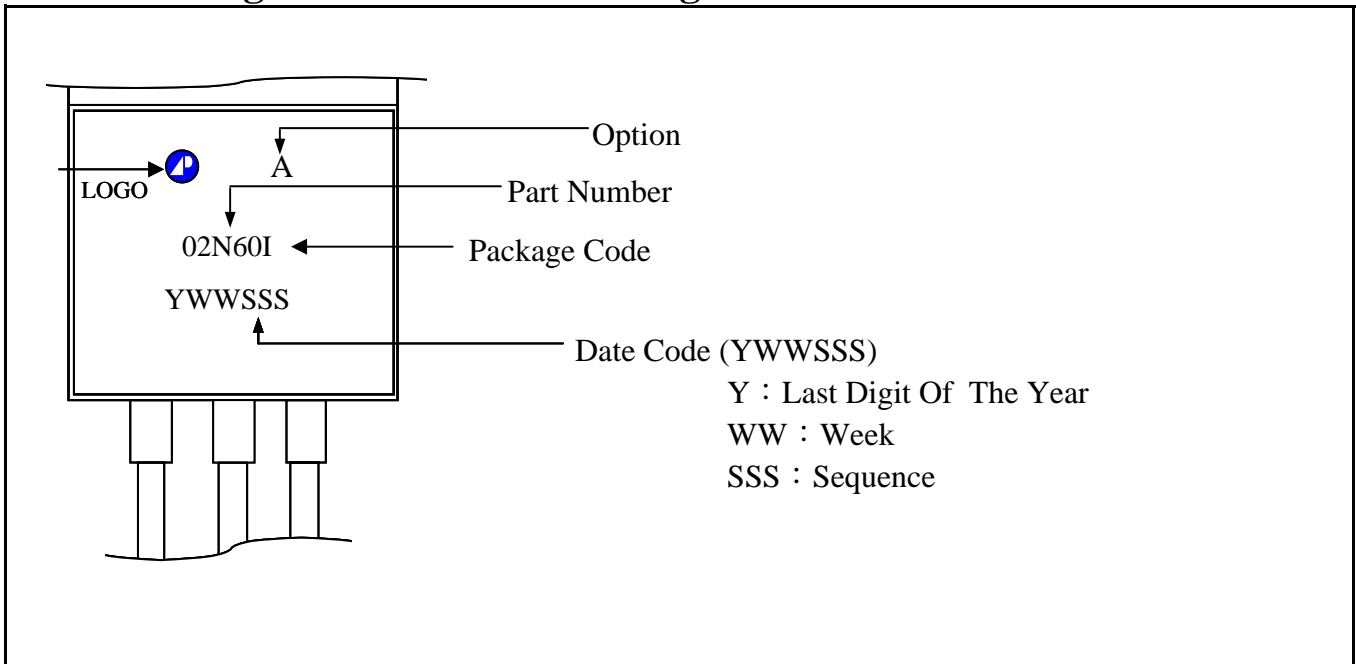 Option
A
LOGO
Part Number
02N60I
Package Code
YWWSSS
Date Code (YWWSSS)
Y：Last Digit Of The Year
WW：Week
SSS：Sequence